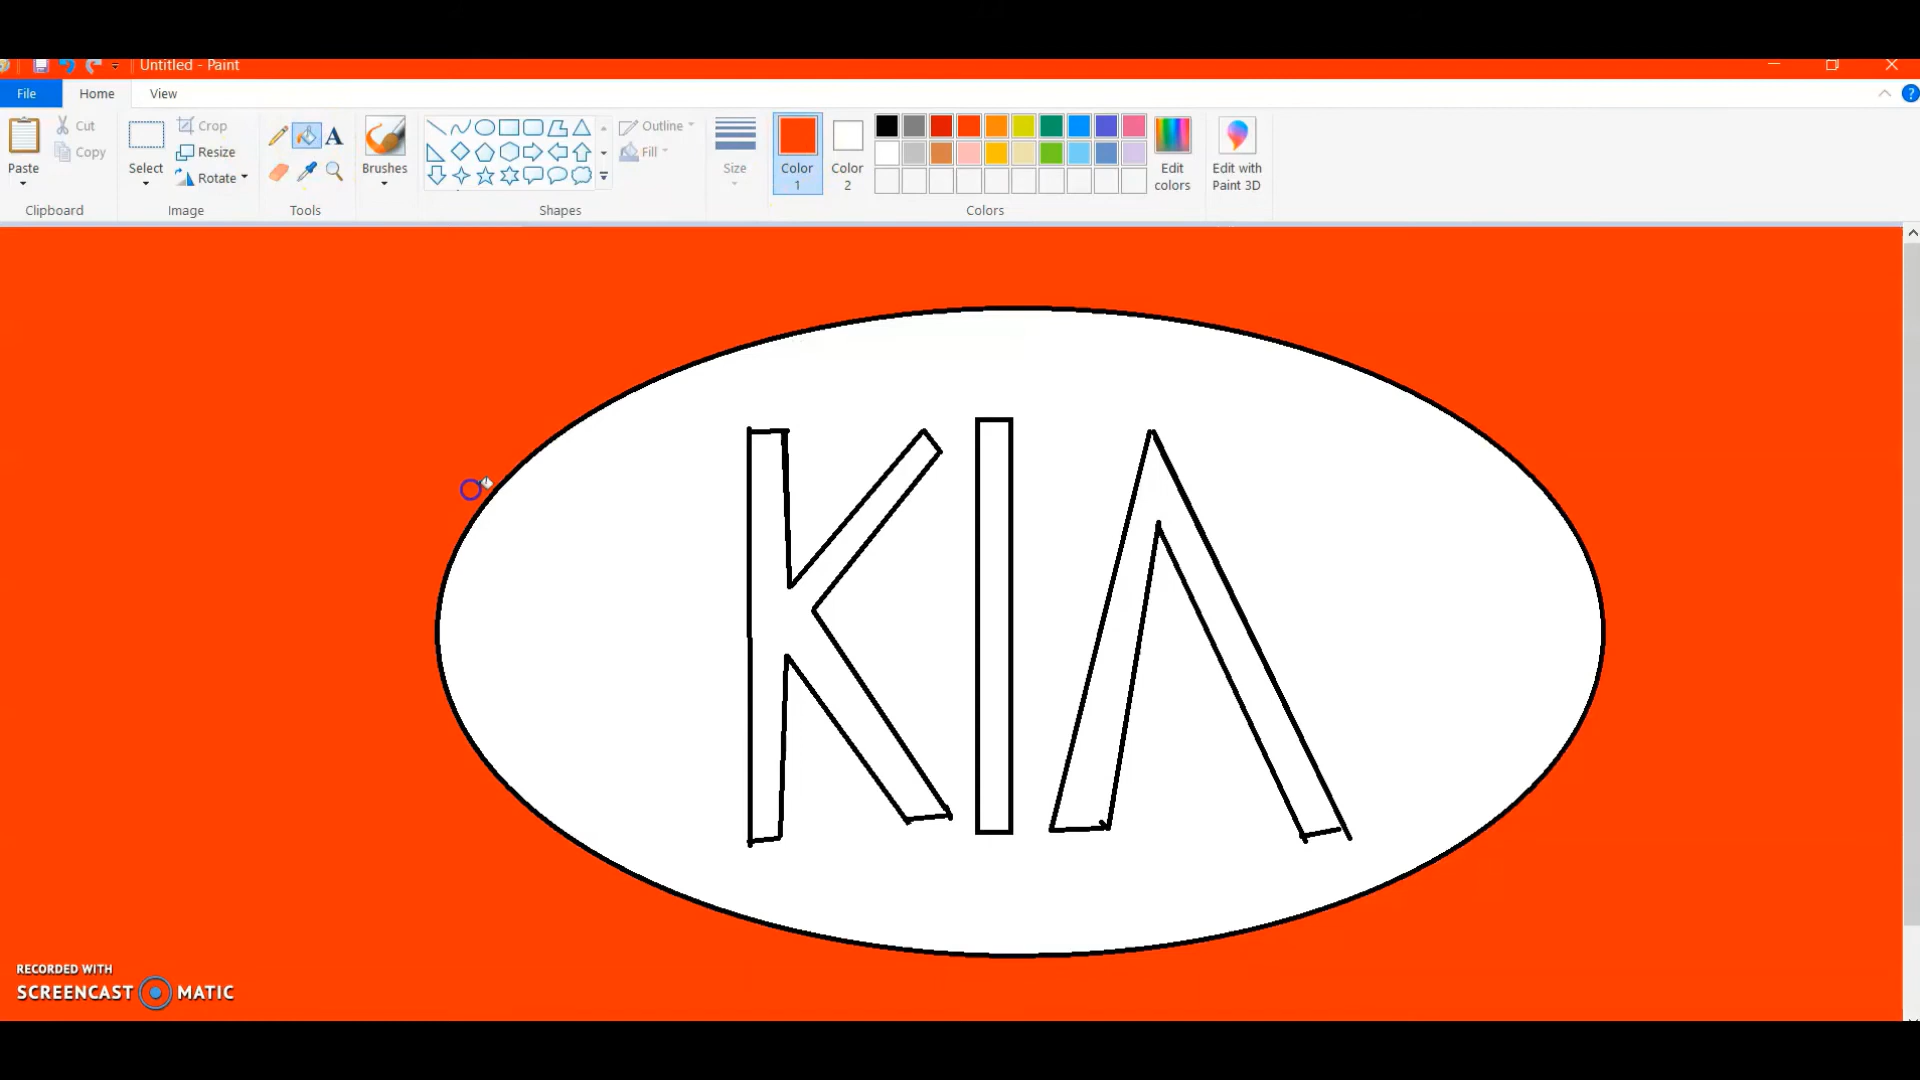 Untitled - Paint
File Home View
Paste
Cut
Copy
Clipboard
Select
Crop
Resize
Rotate
Image
A
Tools
Brushes
Shapes
Outline
Fill
Size
Color 1
Color 2
Colors
Edit colors
Edit with Paint 3D
?
KIΛ
RECORDED WITH
SCREENCAST MATIC